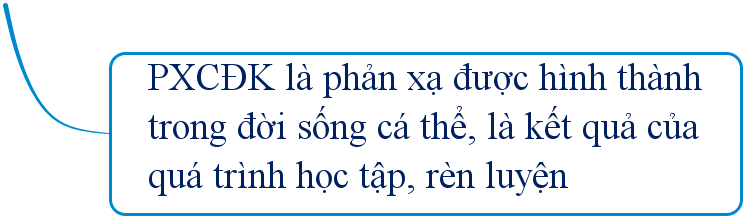 PXCĐK là phản xạ được hình thành
trong đời sống cá thể, là kết quả của
quá trình học tập, rèn luyện